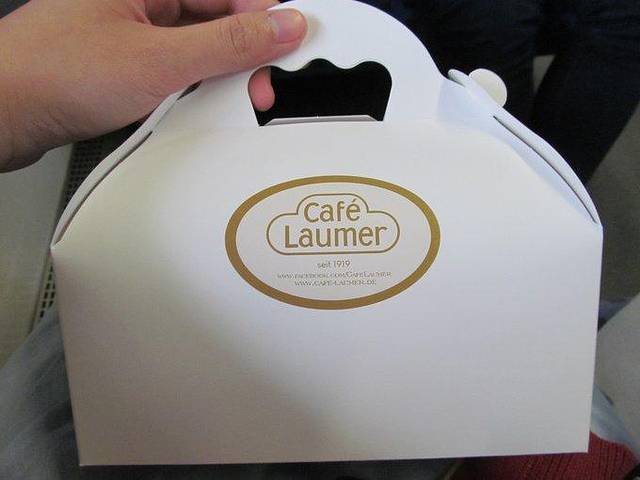 Café
Laumer
seit 1919
www.facebook.com/CafeLaumer
www.cafe-laumer.de